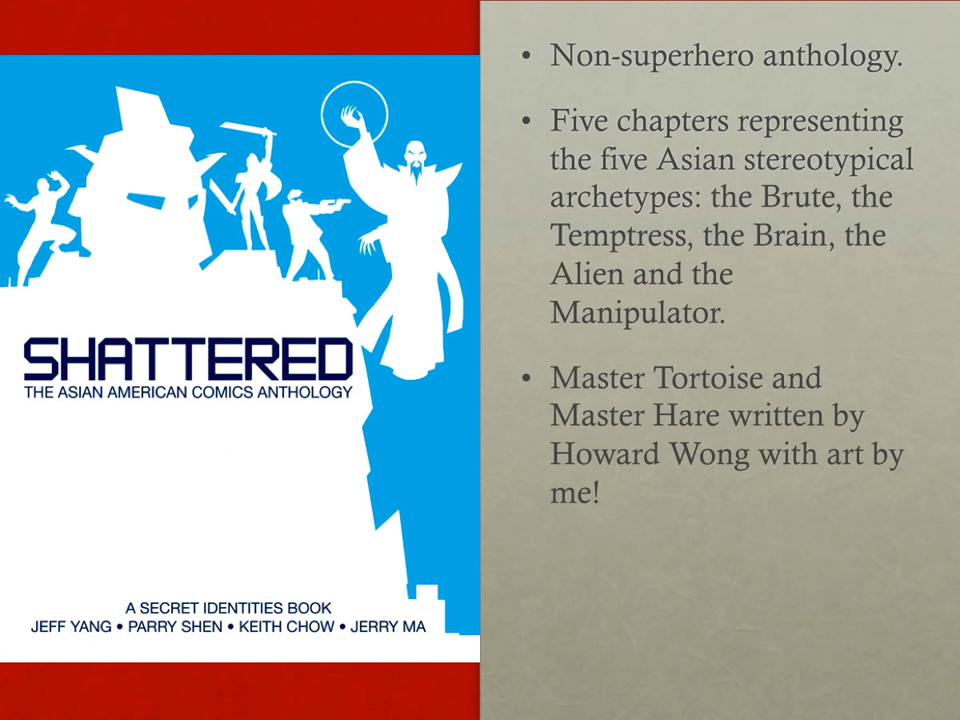 SHATTERED
THE ASIAN AMERICAN COMICS ANTHOLOGY
A SECRET IDENTITIES BOOK
JEFF YANG • PARRY SHEN • KEITH CHOW • JERRY MA
• Non-superhero anthology.
• Five chapters representing
the five Asian stereotypical
archetypes: the Brute, the
Temptress, the Brain, the
Alien and the
Manipulator.
• Master Tortoise and
Master Hare written by
Howard Wong with art by
me!